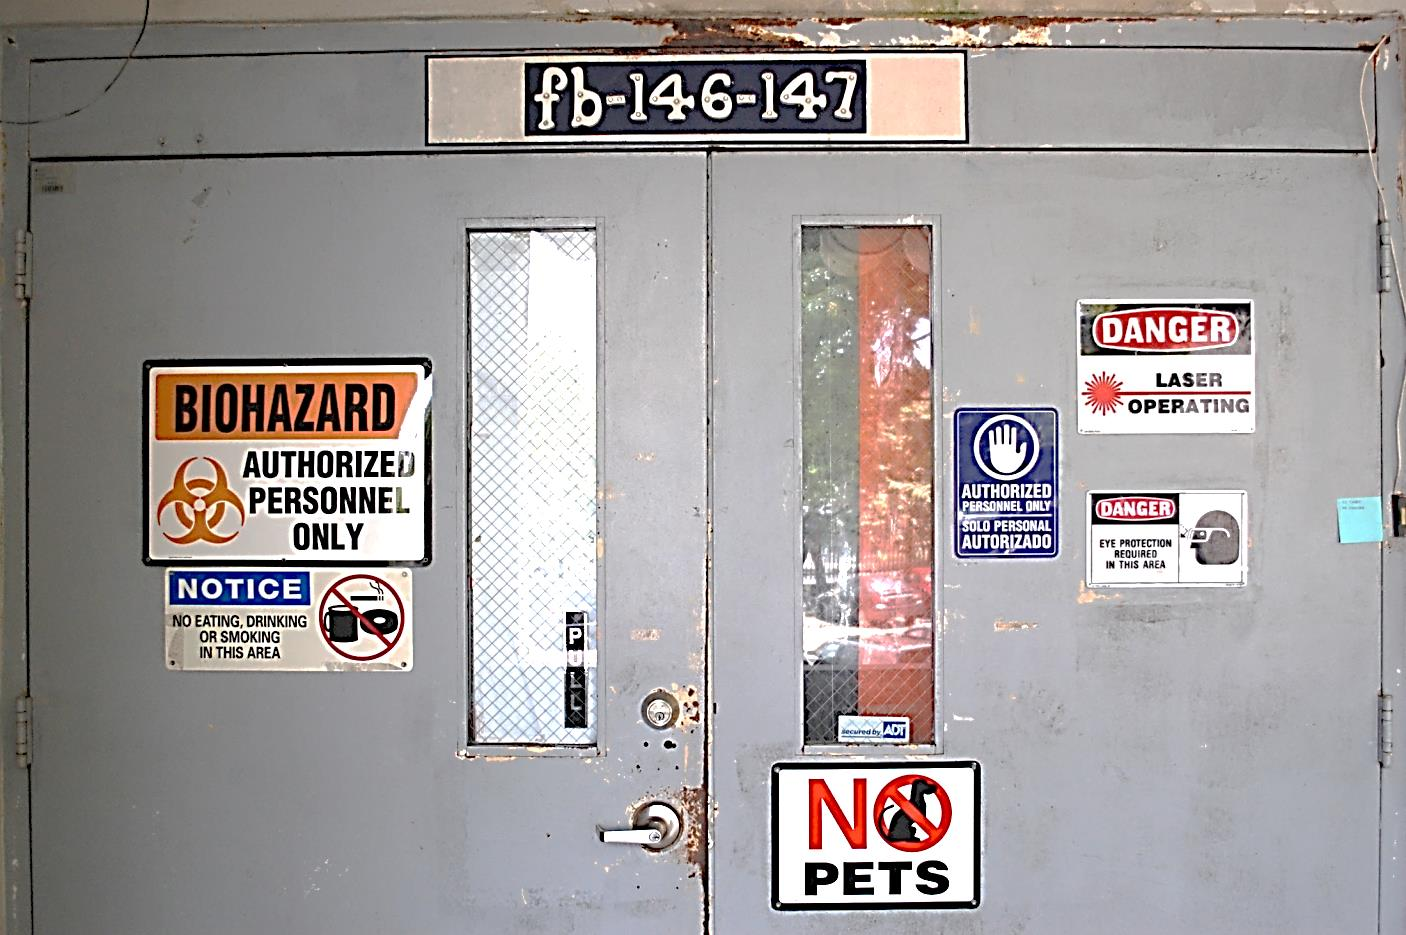 fb-146-147
BIOHAZARD
AUTHORIZED
PERSONNEL
ONLY
NOTICE
NO EATING, DRINKING
OR SMOKING
IN THIS AREA
PULL
secured by ADT
NO
PETS
AUTHORIZED
PERSONNEL ONLY
SOLO PERSONAL
AUTORIZADO
DANGER
LASER
OPERATING
DANGER
EYE PROTECTION
REQUIRED
IN THIS AREA